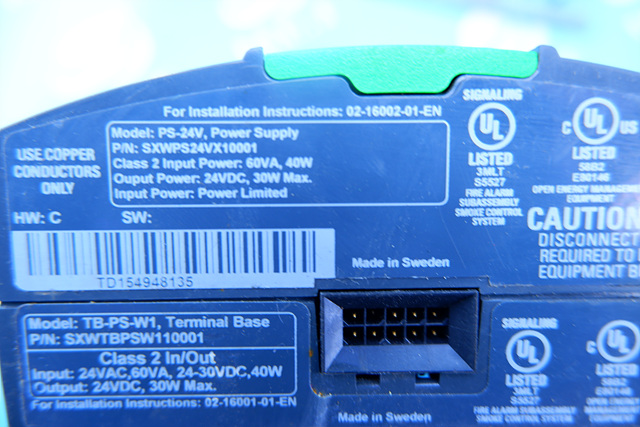 For Installation Instructions: 02-16002-01-EN
Model: PS-24V, Power Supply
P/N: SXWPS24VX10001
Class 2 Input Power: 60VA, 40W
Ouput Power: 24VDC, 30W Max.
Input Power: Power Limited
USE COPPER
CONDUCTORS
ONLY
HW: C SW:
TD154948135
SIGNALING
UL
LISTED
3MLT
S5527
FIRE ALARM
SUBASSEMBLY
SMOKE CONTROL
SYSTEM
C UL
LISTED
58B2
E80146
OPEN ENERGY MANAGEMENT
EQUIPMENT
CAUTION
DISCONNECT
REQUIRED TO
EQUIPMENT
Made in Sweden
Model: TB-PS-W1, Terminal Base
P/N: SXWTBPSW110001
Class 2 In/Out
Input: 24VAC,60VA, 24-30VDC,40W
Output: 24VDC, 30W Max.
For Installation Instructions: 02-16001-01-EN
Made in Sweden
SIGNALING
UL
LISTED
3MLT
S5527
FIRE ALARM SUBASSEMBLY
SMOKE CONTROL
C UL
LISTED
58B2
E80146